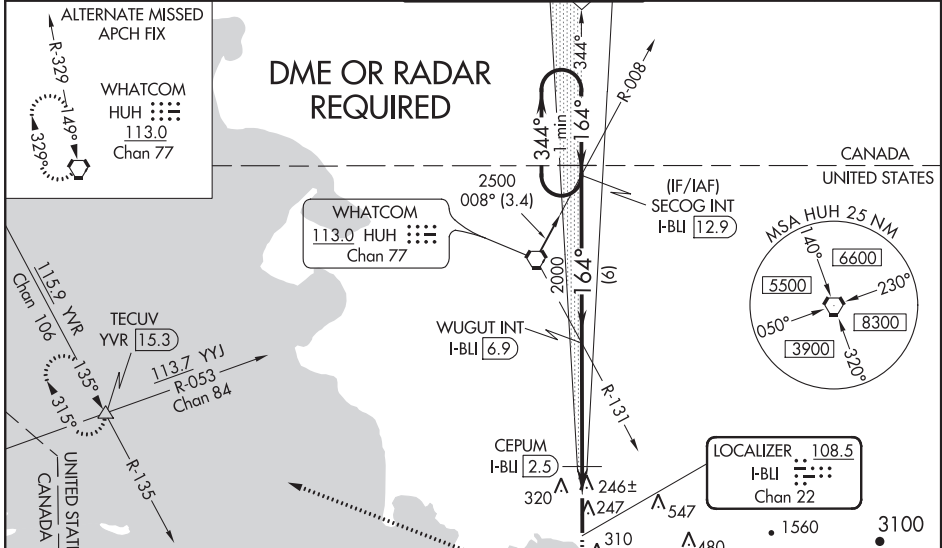 ALTERNATE MISSED
APCH FIX
R-329
149°
329°
WHATCOM
HUH
113.0
Chan 77
DME OR RADAR
REQUIRED
344°
R-008
344°
1 min
164°
CANADA
UNITED STATES
2500
008° (3.4)
(IF/IAF)
SECOG INT
I-BLI 12.9
WHATCOM
113.0 HUH
Chan 77
2000
164°
(6)
MSA HUH 25 NM
140°
6600
5500
230°
050°
8300
3900
320°
115.9 YVR
Chan 106
TECUV
YVR 15.3
WUGUT INT
I-BLI 6.9
135°
113.7 YYJ
R-053
Chan 84
315°
R-131
R-135
UNITED STAT
CANADA
CEPUM
I-BLI 2.5
LOCALIZER 108.5
I-BLI
Chan 22
320
246±
247
547
310
480
1560
3100